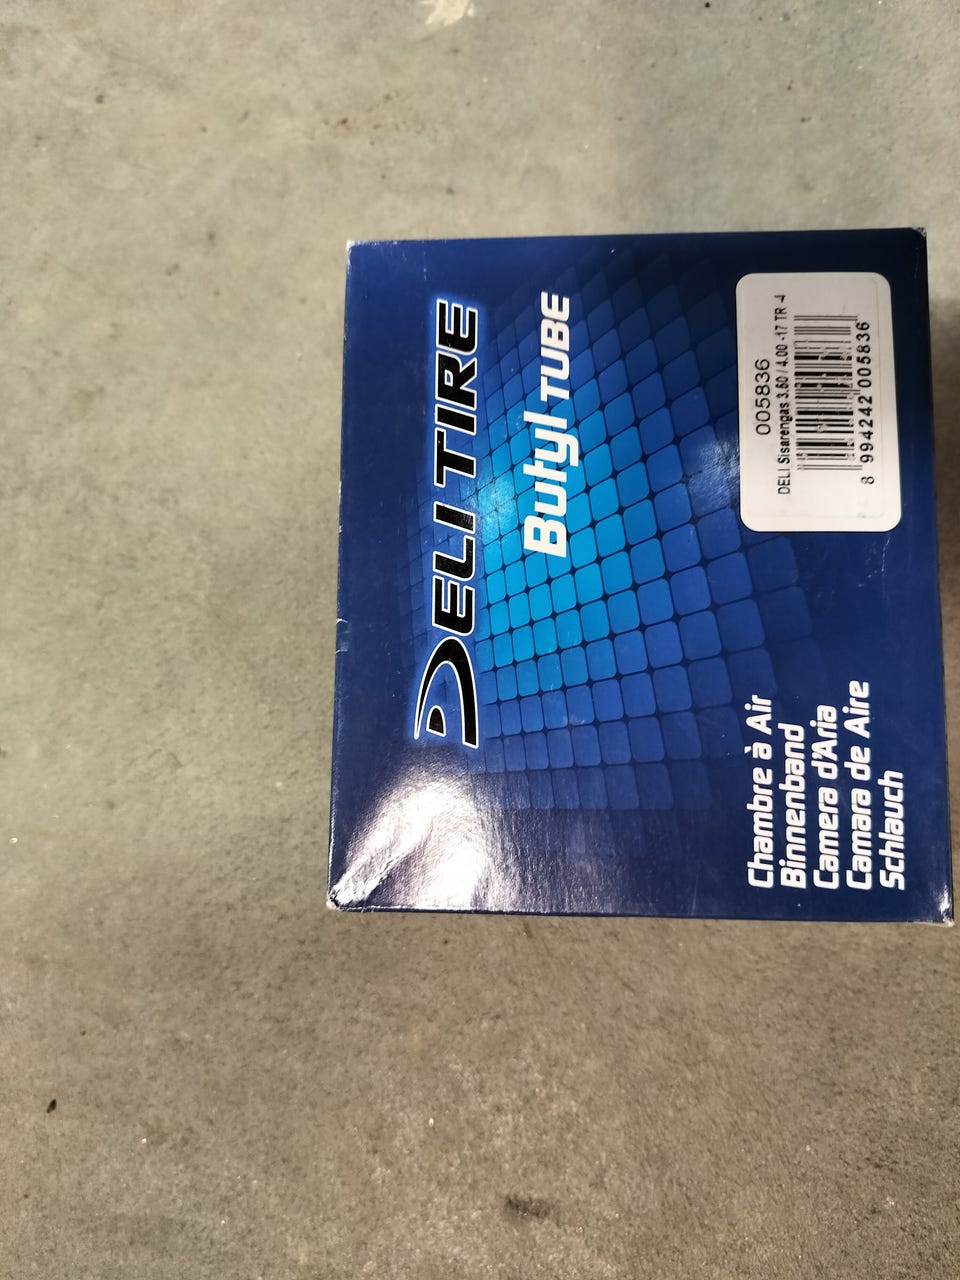 DELI TIRE
Butyl TUBE
Chambre à Air
Binnenband
Camera d'Aria
Camara de Aire
Schlauch
005836
DELI Sisarengas 3.60 / 4.00 -17 TR -4
8 994242 005836